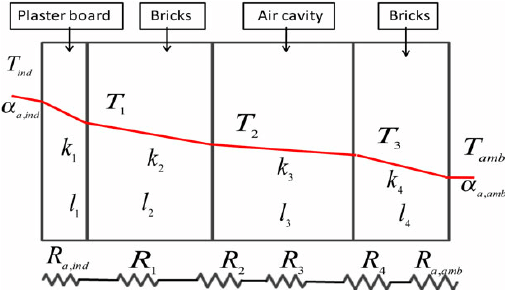 Plaster board Bricks Air cavity Bricks
T_ind
α_a,ind T_1 T_2 T_3 T_amb
k_1 k_2 k_3 k_4 α_a,amb
l_1 l_2 l_3 l_4
R_a,ind R_1 R_2 R_3 R_4 R_a,amb